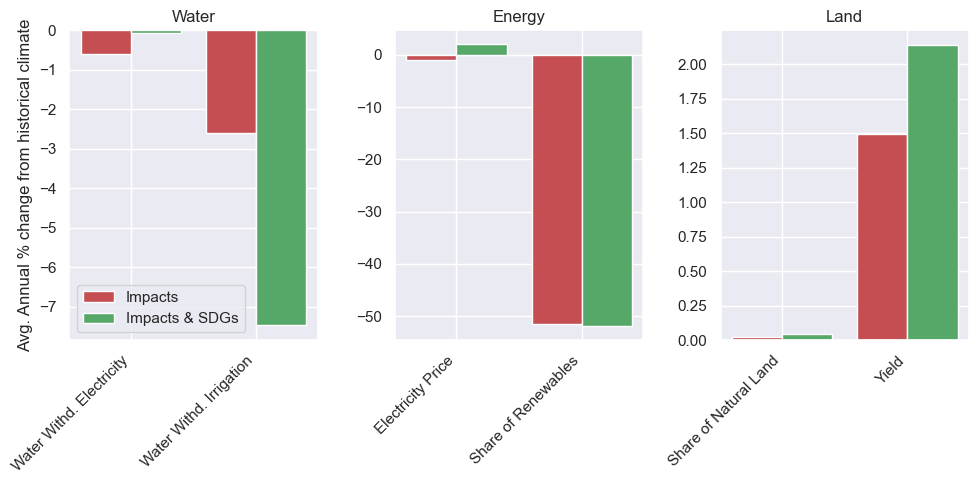 Water
Energy
Land
Avg. Annual % change from historical climate
0
−1
−2
−3
−4
−5
−6
−7
Impacts
Impacts & SDGs
Water Withd. Electricity
Water Withd. Irrigation
0
−10
−20
−30
−40
−50
Electricity Price
Share of Renewables
2.00
1.75
1.50
1.25
1.00
0.75
0.50
0.25
0.00
Share of Natural Land
Yield